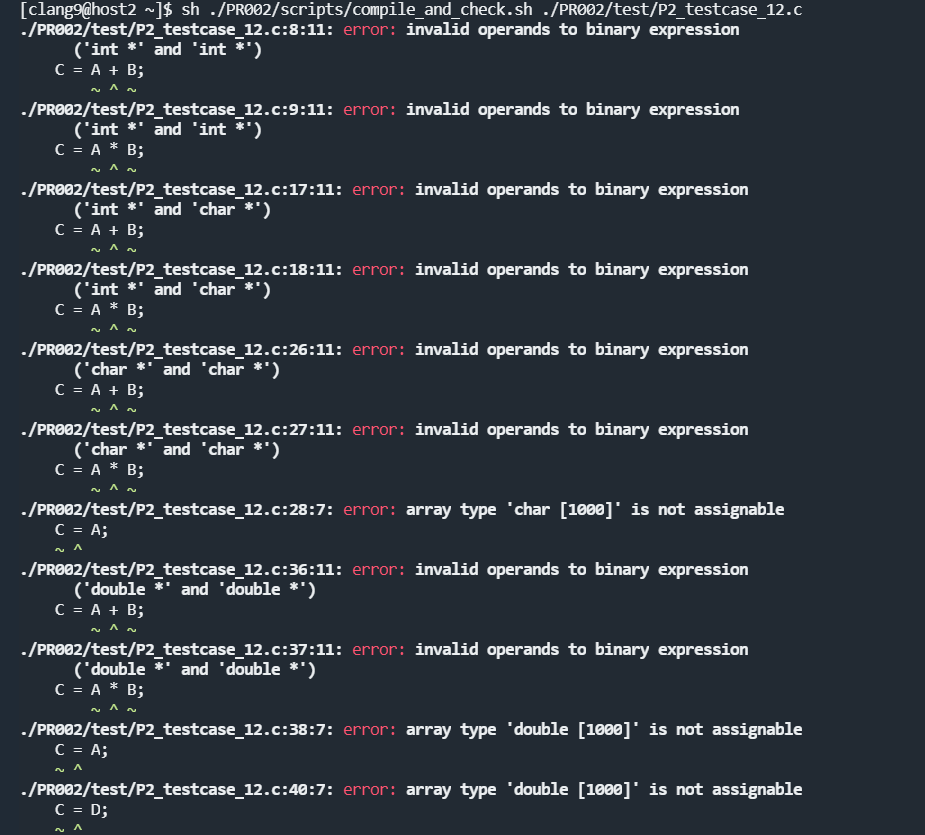 [clang9@host2 ~]$ sh ./PR002/scripts/compile_and_check.sh ./PR002/test/P2_testcase_12.c
./PR002/test/P2_testcase_12.c:8:11: error: invalid operands to binary expression
      ('int *' and 'int *')
    C = A + B;
        ~ ^ ~
./PR002/test/P2_testcase_12.c:9:11: error: invalid operands to binary expression
      ('int *' and 'int *')
    C = A * B;
        ~ ^ ~
./PR002/test/P2_testcase_12.c:17:11: error: invalid operands to binary expression
      ('int *' and 'char *')
    C = A + B;
        ~ ^ ~
./PR002/test/P2_testcase_12.c:18:11: error: invalid operands to binary expression
      ('int *' and 'char *')
    C = A * B;
        ~ ^ ~
./PR002/test/P2_testcase_12.c:26:11: error: invalid operands to binary expression
      ('char *' and 'char *')
    C = A + B;
        ~ ^ ~
./PR002/test/P2_testcase_12.c:27:11: error: invalid operands to binary expression
      ('char *' and 'char *')
    C = A * B;
        ~ ^ ~
./PR002/test/P2_testcase_12.c:28:7: error: array type 'char [1000]' is not assignable
    C = A;
    ~ ^
./PR002/test/P2_testcase_12.c:36:11: error: invalid operands to binary expression
      ('double *' and 'double *')
    C = A + B;
        ~ ^ ~
./PR002/test/P2_testcase_12.c:37:11: error: invalid operands to binary expression
      ('double *' and 'double *')
    C = A * B;
        ~ ^ ~
./PR002/test/P2_testcase_12.c:38:7: error: array type 'double [1000]' is not assignable
    C = A;
    ~ ^
./PR002/test/P2_testcase_12.c:40:7: error: array type 'double [1000]' is not assignable
    C = D;
    ~ ^